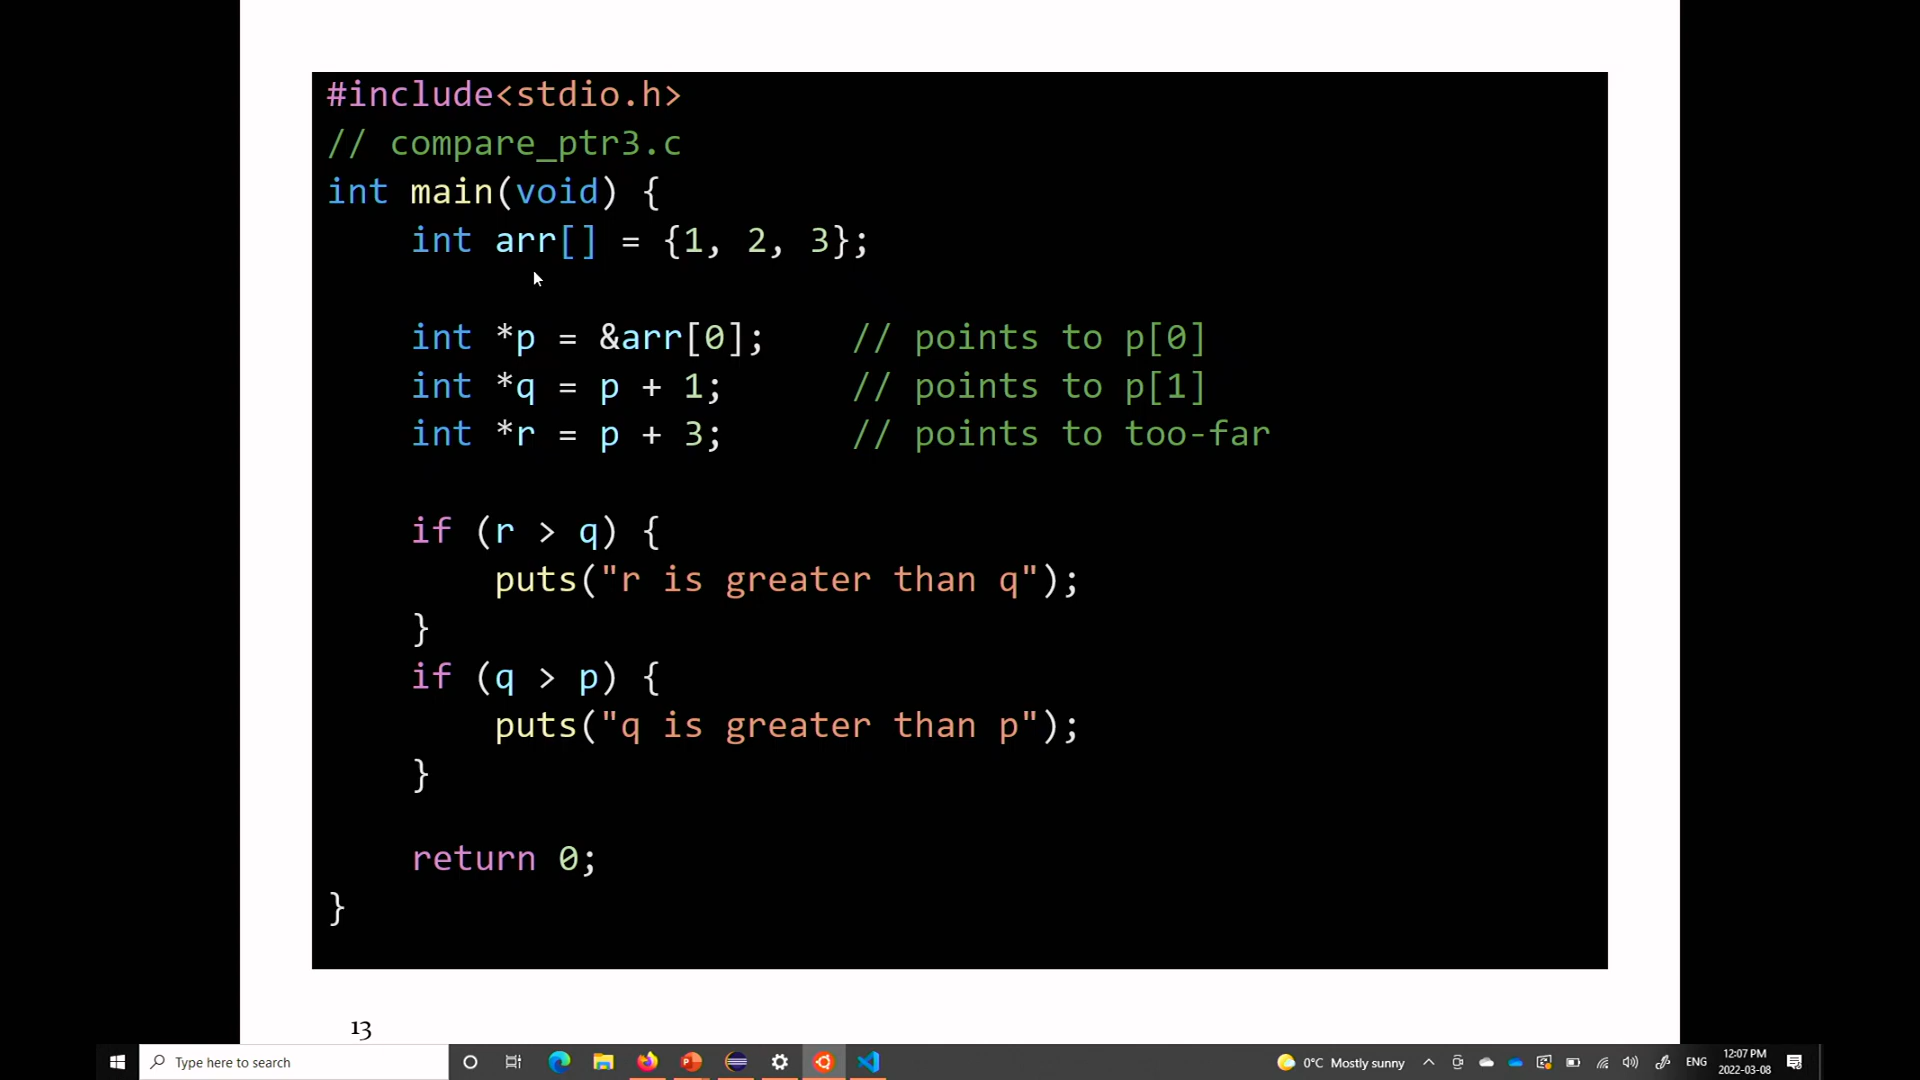 #include<stdio.h>
// compare_ptr3.c
int main(void) {
    int arr[] = {1, 2, 3};
    int *p = &arr[0];    // points to p[0]
    int *q = p + 1;      // points to p[1]
    int *r = p + 3;      // points to too-far
    if (r > q) {
        puts("r is greater than q");
    }
    if (q > p) {
        puts("q is greater than p");
    }
    return 0;
}
13
Type here to search
0°C Mostly sunny
ENG
12:07 PM
2022-03-08